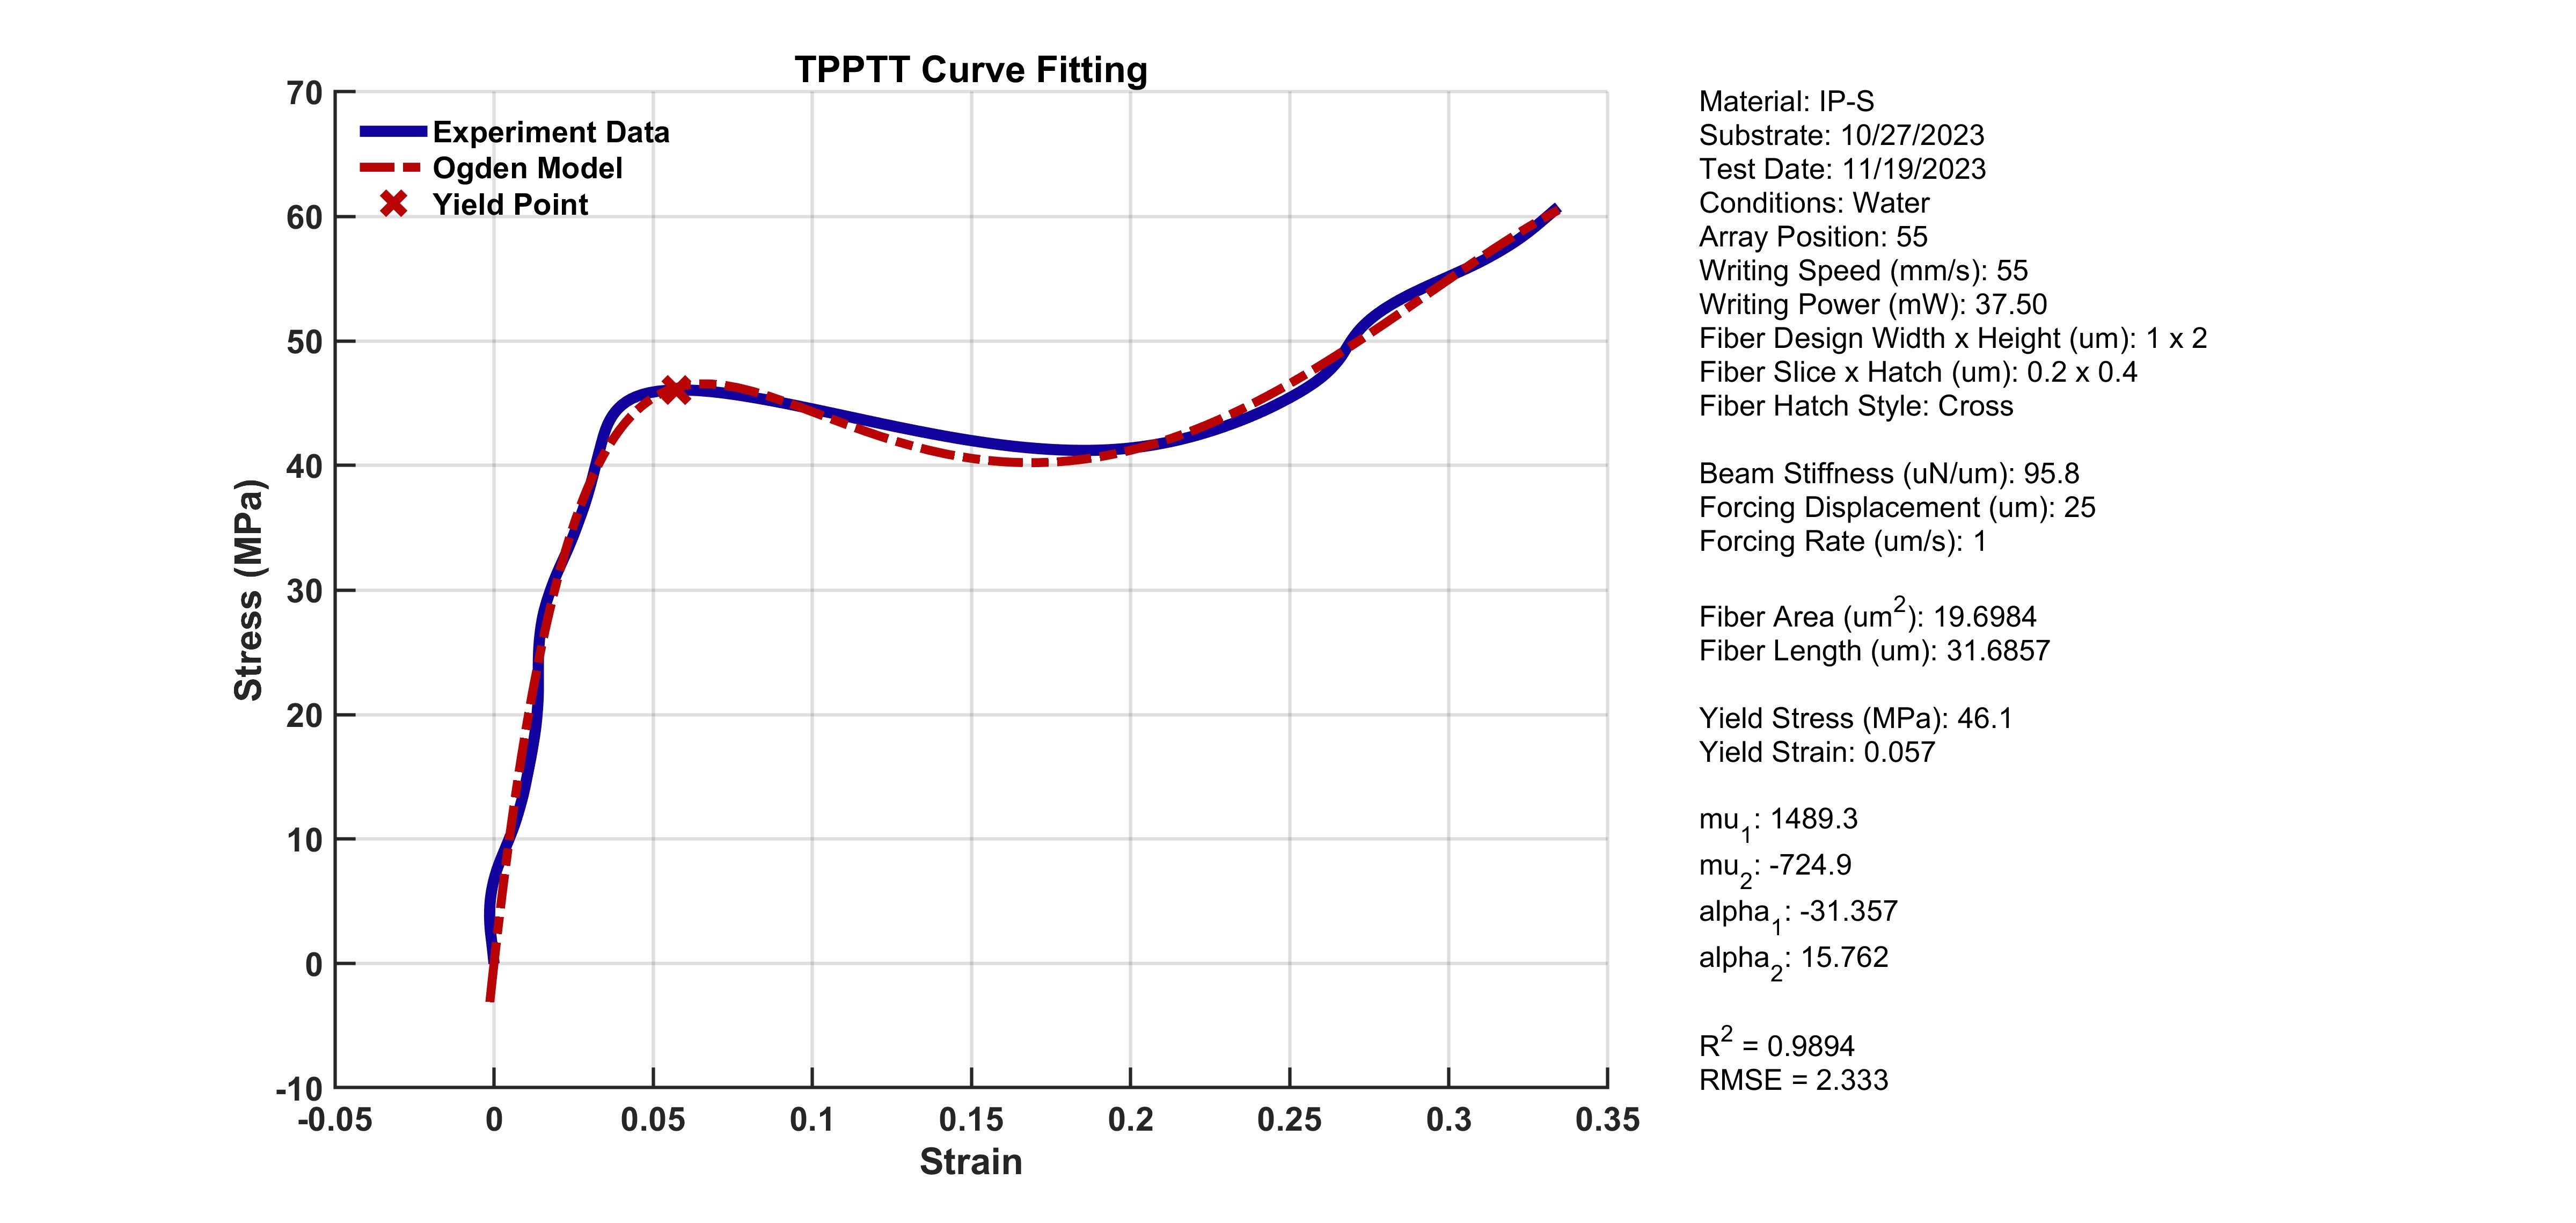 TPPTT Curve Fitting
70
60
50
40
30
20
10
0
-10
Stress (MPa)
Experiment Data
Ogden Model
Yield Point
-0.05 0 0.05 0.1 0.15 0.2 0.25 0.3 0.35
Strain
Material: IP-S
Substrate: 10/27/2023
Test Date: 11/19/2023
Conditions: Water
Array Position: 55
Writing Speed (mm/s): 55
Writing Power (mW): 37.50
Fiber Design Width x Height (um): 1 x 2
Fiber Slice x Hatch (um): 0.2 x 0.4
Fiber Hatch Style: Cross
Beam Stiffness (uN/um): 95.8
Forcing Displacement (um): 25
Forcing Rate (um/s): 1
Fiber Area (um²): 19.6984
Fiber Length (um): 31.6857
Yield Stress (MPa): 46.1
Yield Strain: 0.057
mu₁: 1489.3
mu₂: -724.9
alpha₁: -31.357
alpha₂: 15.762
R² = 0.9894
RMSE = 2.333